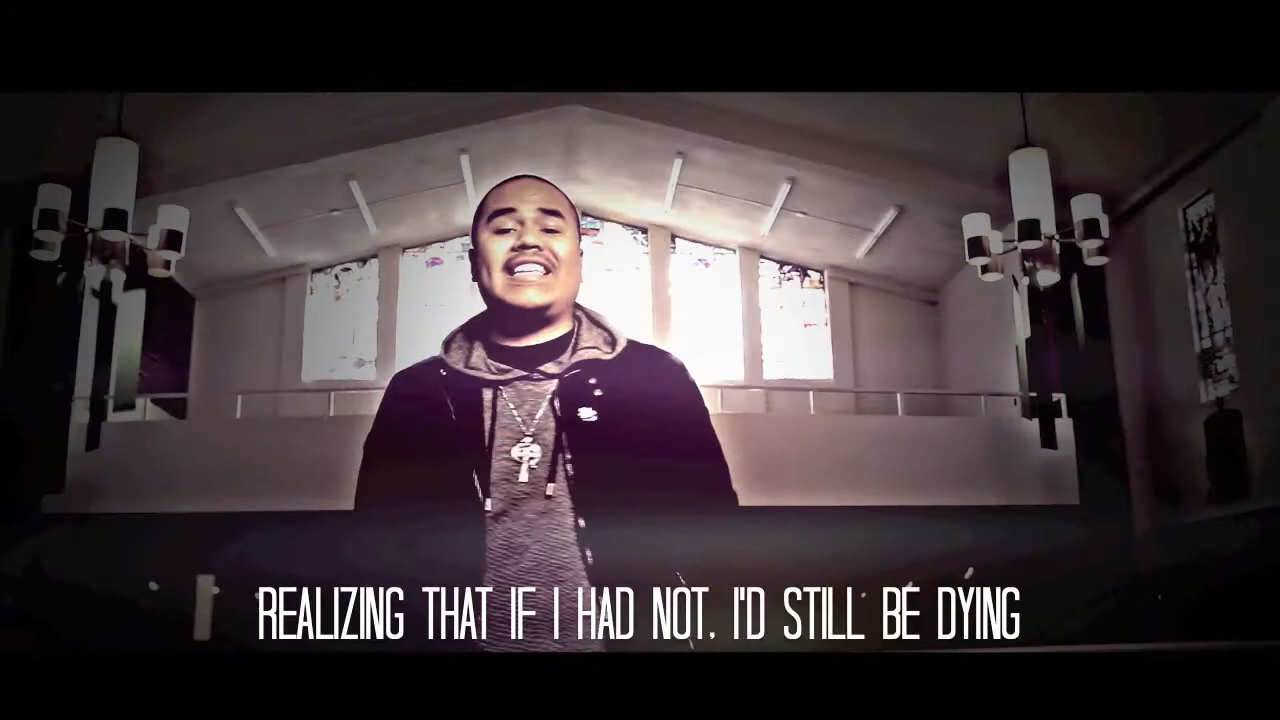 REALIZING THAT IF I HAD NOT, I'D STILL BE DYING